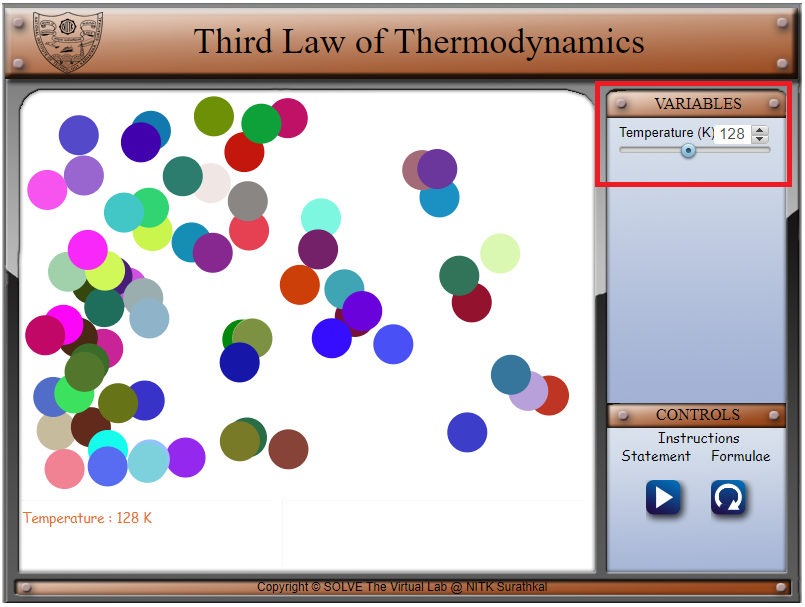 Third Law of Thermodynamics
VARIABLES
Temperature (K) 128
CONTROLS
Instructions
Statement Formulae
Temperature : 128 K
Copyright © SOLVE The Virtual Lab @ NITK Surathkal